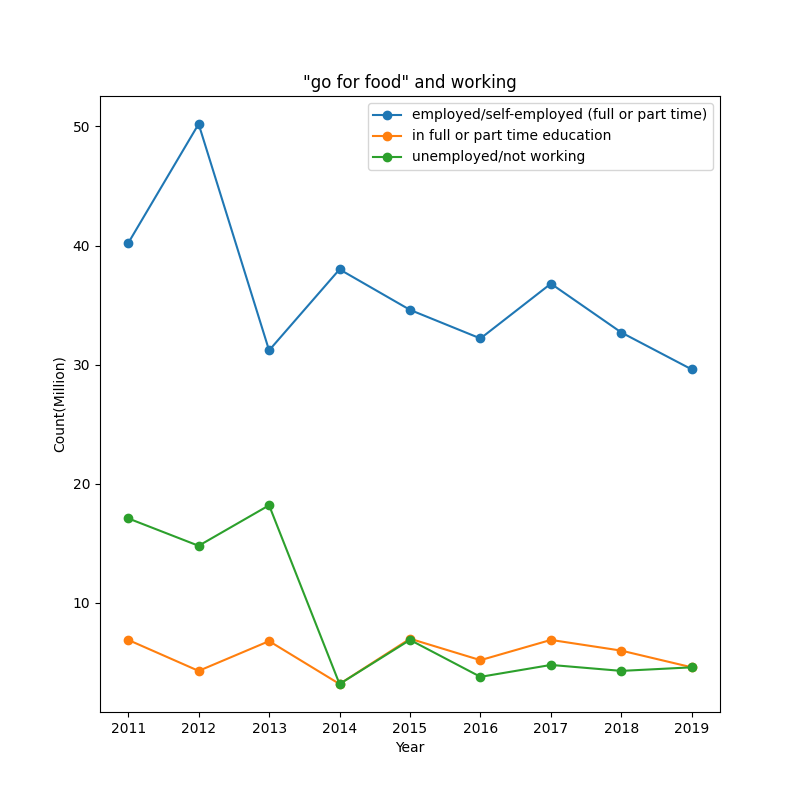 "go for food" and working
employed/self-employed (full or part time)
in full or part time education
unemployed/not working
50
40
30
20
10
Count(Million)
2011 2012 2013 2014 2015 2016 2017 2018 2019
Year